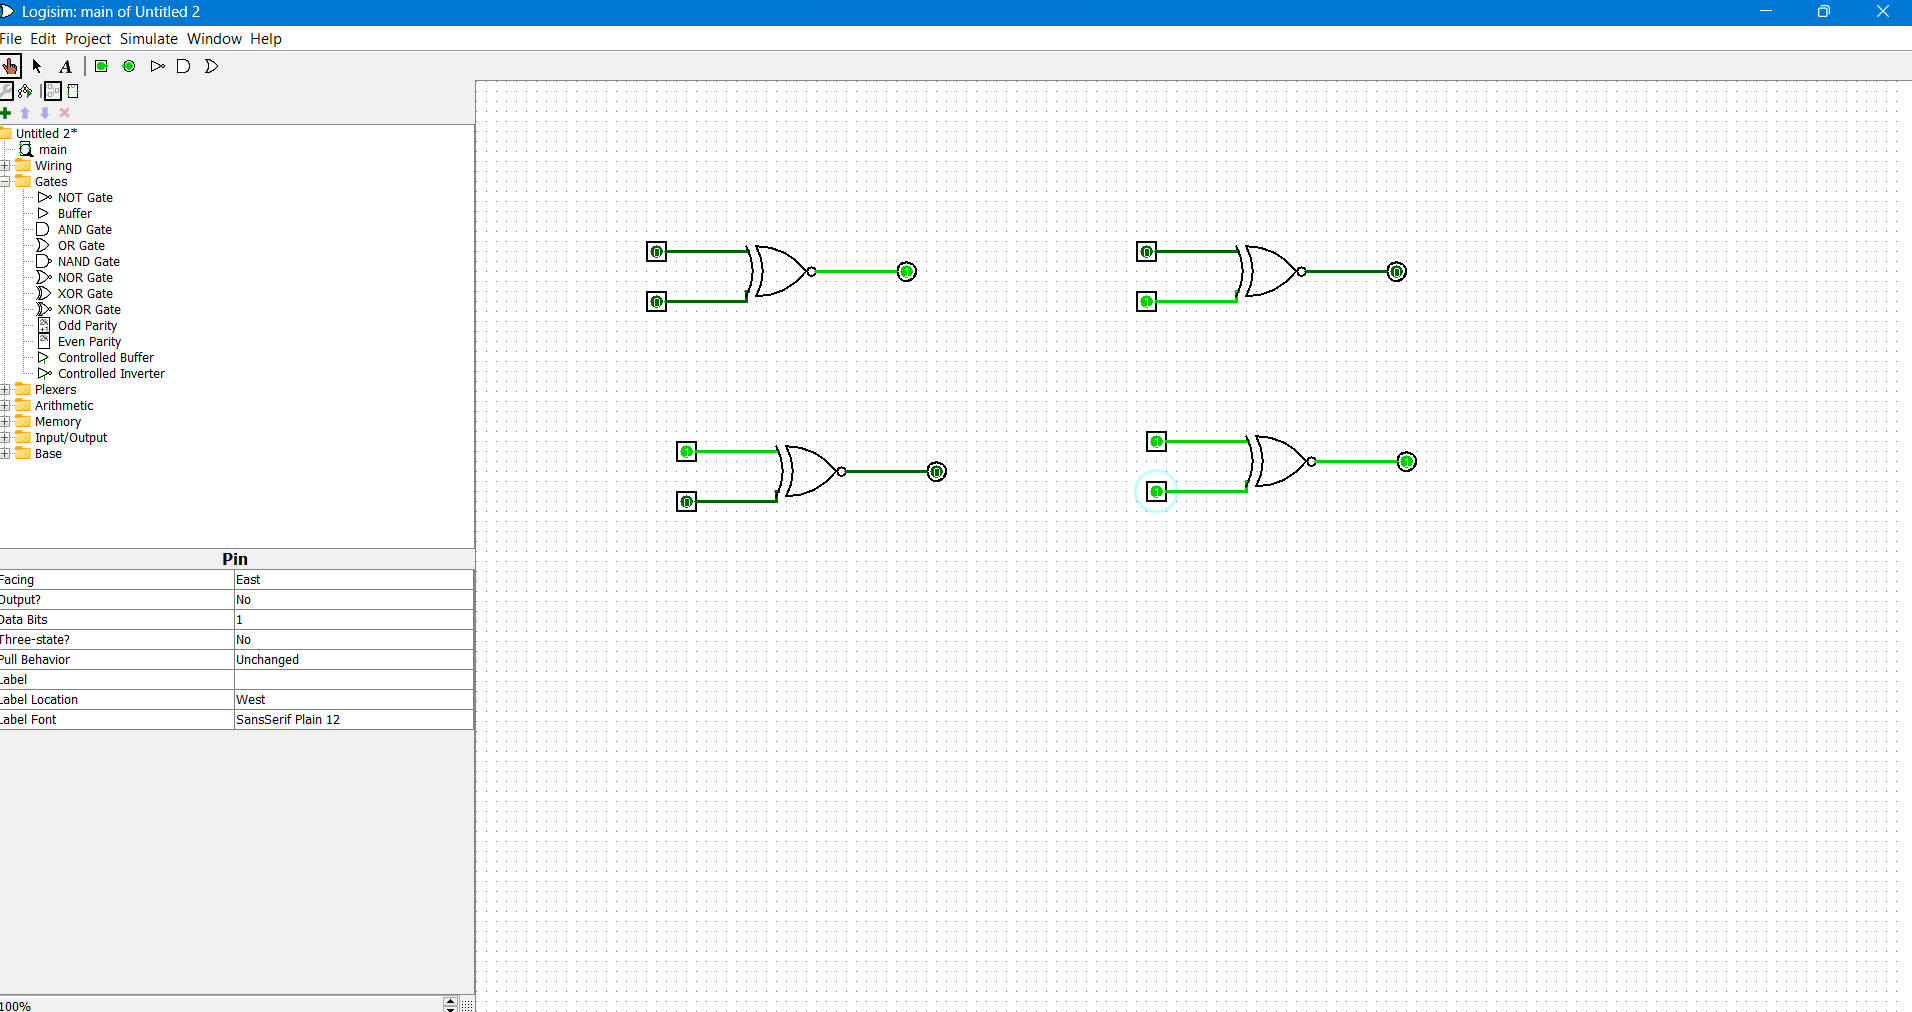 Logisim: main of Untitled 2
File Edit Project Simulate Window Help
A
Untitled 2*
main
Wiring
Gates
NOT Gate
Buffer
AND Gate
OR Gate
NAND Gate
NOR Gate
XOR Gate
XNOR Gate
Odd Parity
Even Parity
Controlled Buffer
Controlled Inverter
Plexers
Arithmetic
Memory
Input/Output
Base
Pin
Facing East
Output? No
Data Bits 1
Three-state? No
Pull Behavior Unchanged
Label
Label Location West
Label Font SansSerif Plain 12
100%
0 1
0
0 0
1
1 0
0
1 1
1